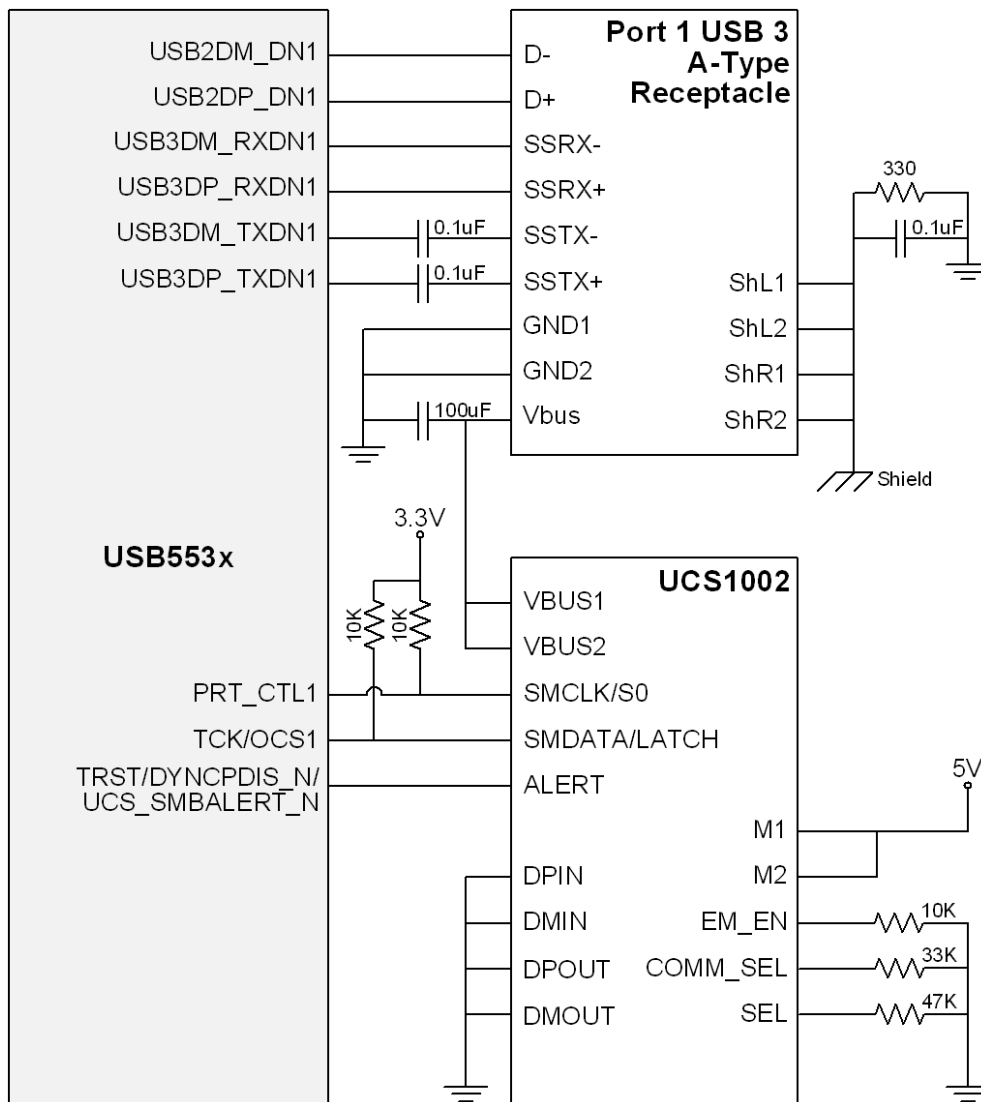 Port 1 USB 3
A-Type
Receptacle
USB2DM_DN1
D-
USB2DP_DN1
D+
USB3DM_RXDN1
SSRX-
USB3DP_RXDN1
SSRX+
330
USB3DM_TXDN1
0.1uF
SSTX-
0.1uF
USB3DP_TXDN1
0.1uF
SSTX+
ShL1
GND1
ShL2
GND2
ShR1
100uF
Vbus
ShR2
Shield
3.3V
USB553x
UCS1002
10K
10K
VBUS1
VBUS2
PRT_CTL1
SMCLK/S0
TCK/OCS1
SMDATA/LATCH
TRST/DYNCPDIS_N/
UCS_SMBALERT_N
ALERT
5V
M1
DPIN
M2
DMIN
EM_EN
10K
DPOUT
COMM_SEL
33K
DMOUT
SEL
47K